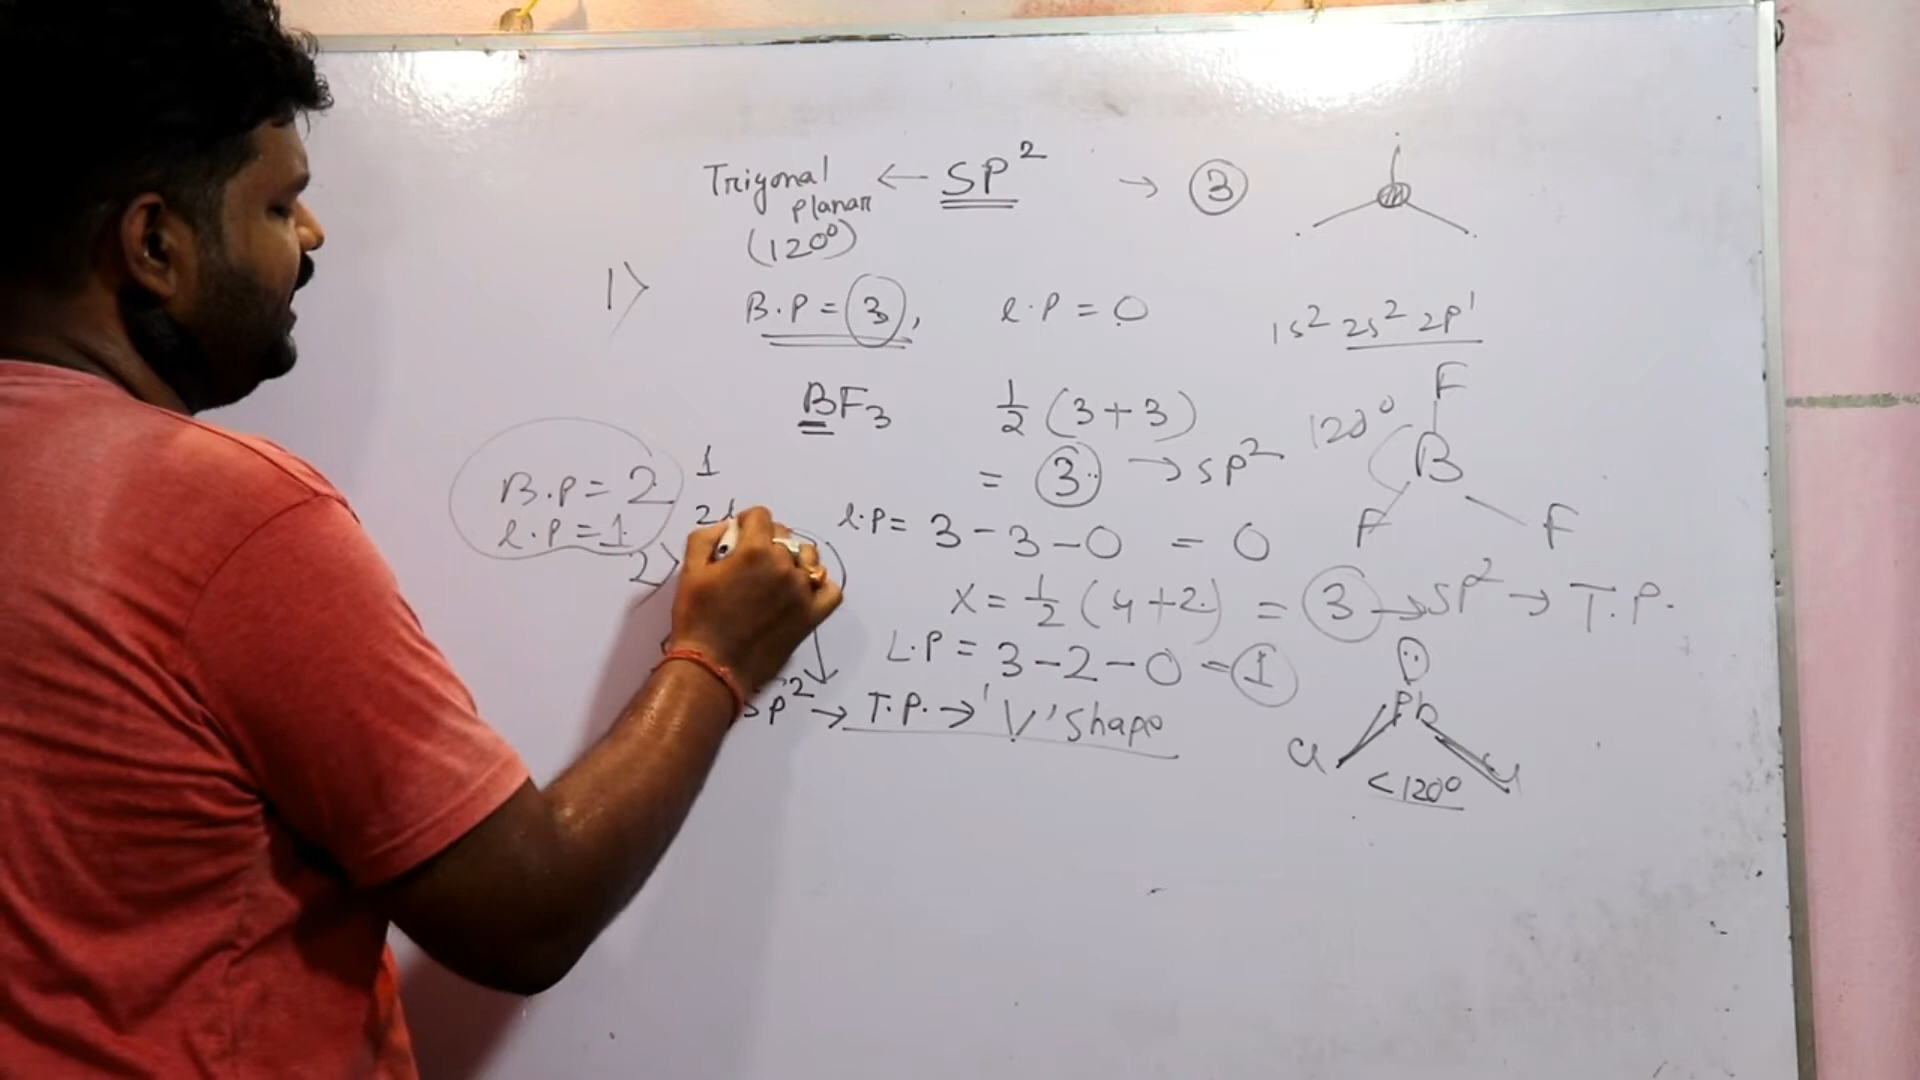 Trigonal ← SP² → 3
planar
(120°)
1) B.P = 3, l.P = 0 1s² 2s² 2p¹
BF₃ ½ (3+3)
= 3 → sp²
120°
F
B
F F
B.P = 2
l.P = 1
1
l.P = 3 - 3 - 0 = 0
2) X = ½ (4+2) = 3 → sp² → T.P.
L.P = 3 - 2 - 0 = 1
sp² → T.P. → 'V' Shape
Pb
Cl Cl
<120°